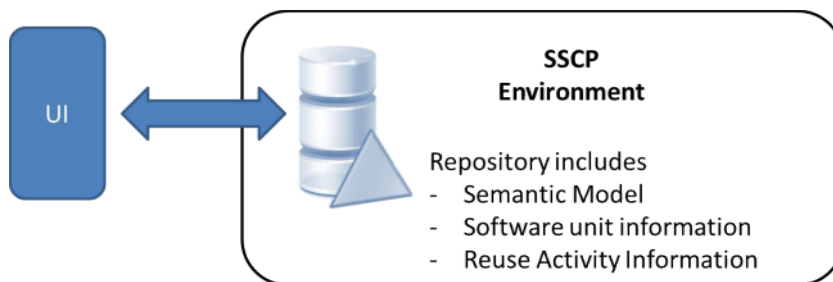 UI
SSCP
Environment
Repository includes
- Semantic Model
- Software unit information
- Reuse Activity Information